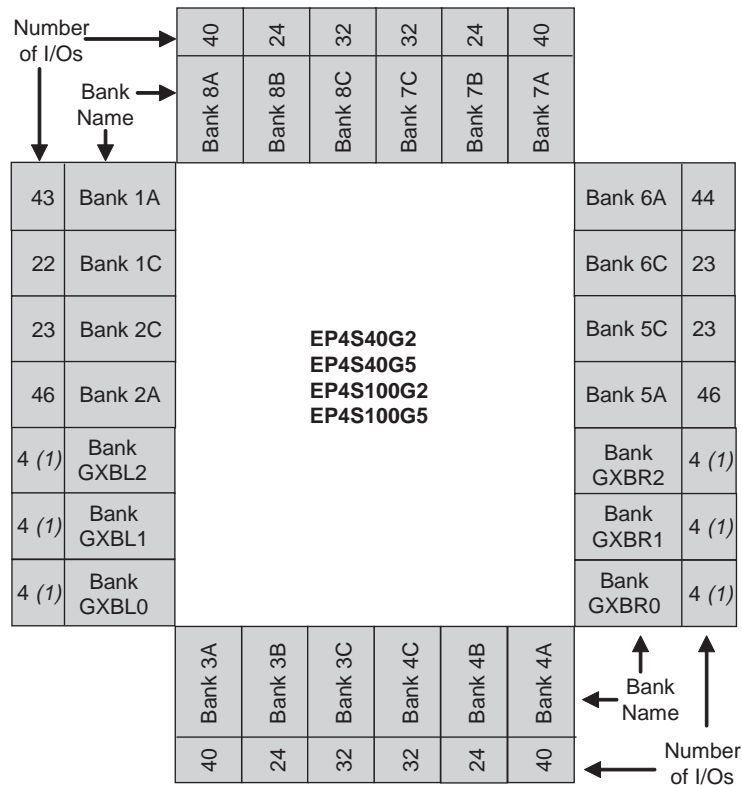 Number
of I/Os
40 24 32 32 24 40
Bank
Name
Bank 8A Bank 8B Bank 8C Bank 7C Bank 7B Bank 7A
43 Bank 1A
Bank 6A 44
22 Bank 1C
Bank 6C 23
23 Bank 2C
Bank 5C 23
46 Bank 2A
Bank 5A 46
EP4S40G2
EP4S40G5
EP4S100G2
EP4S100G5
4 (1) Bank
GXBL2
Bank
GXBR2 4 (1)
4 (1) Bank
GXBL1
Bank
GXBR1 4 (1)
4 (1) Bank
GXBL0
Bank
GXBR0 4 (1)
Bank 3A Bank 3B Bank 3C Bank 4C Bank 4B Bank 4A
Bank
Name
40 24 32 32 24 40
Number
of I/Os